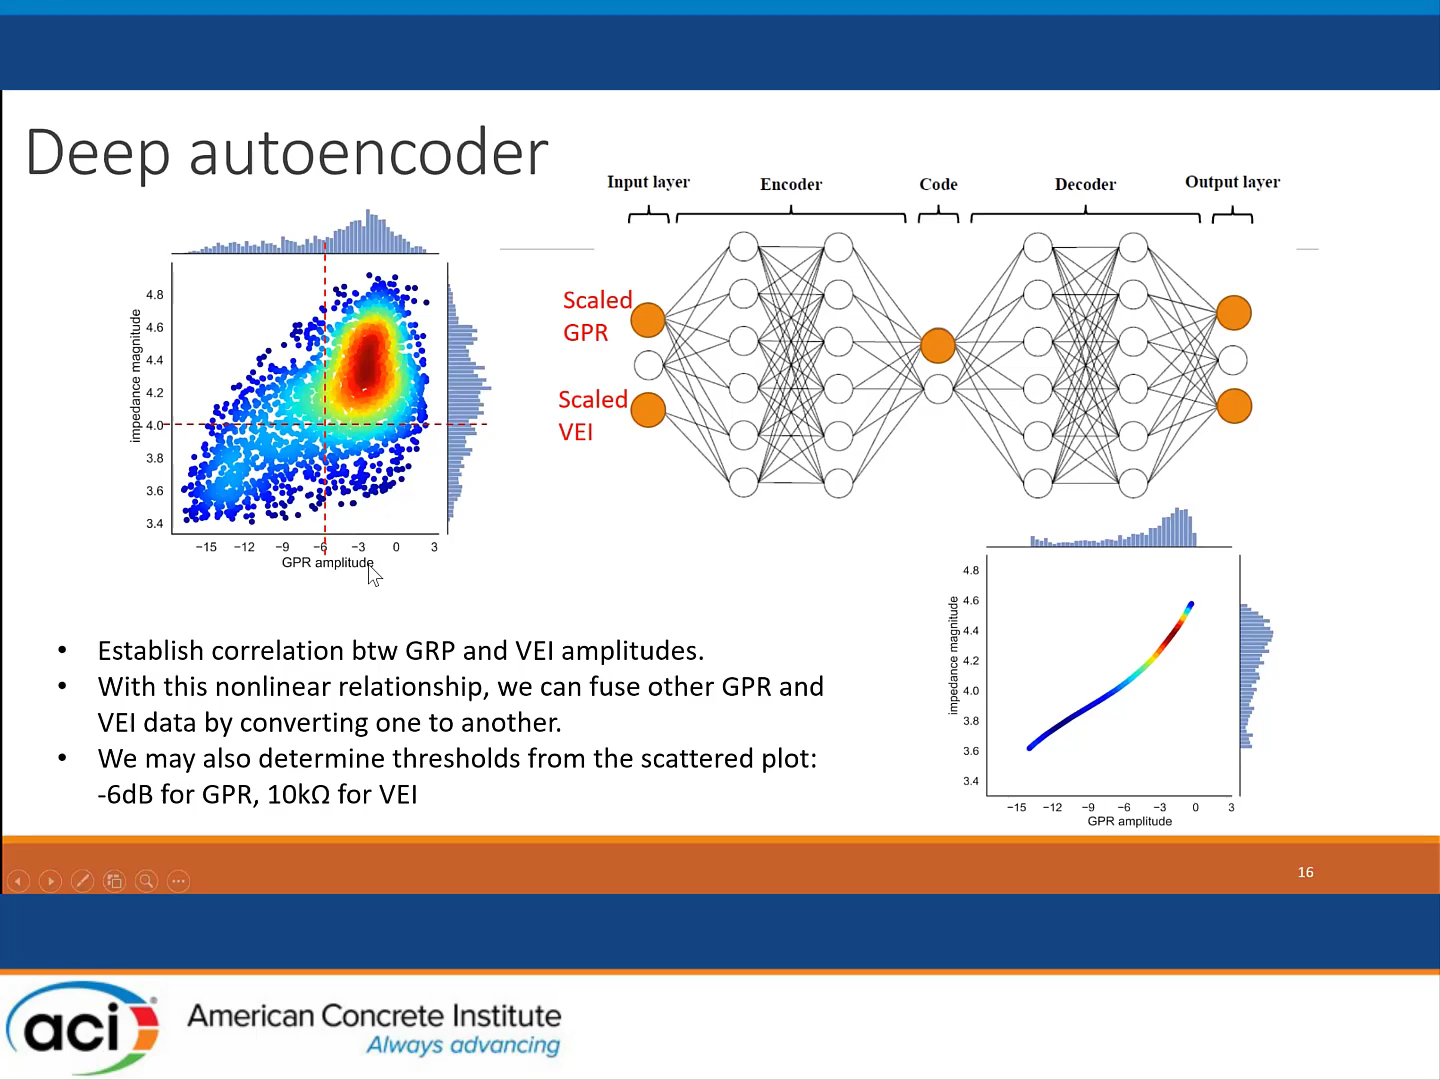 Deep autoencoder
Input layer
Encoder
Code
Decoder
Output layer
Scaled
GPR
Scaled
VEI
impedance magnitude
4.8
4.6
4.4
4.2
4.0
3.8
3.6
3.4
−15 −12 −9 −6 −3 0 3
GPR amplitude
impedance magnitude
4.8
4.6
4.4
4.2
4.0
3.8
3.6
3.4
−15 −12 −9 −6 −3 0 3
GPR amplitude
• Establish correlation btw GRP and VEI amplitudes.
• With this nonlinear relationship, we can fuse other GPR and
VEI data by converting one to another.
• We may also determine thresholds from the scattered plot:
-6dB for GPR, 10kΩ for VEI
16
aci
American Concrete Institute
Always advancing